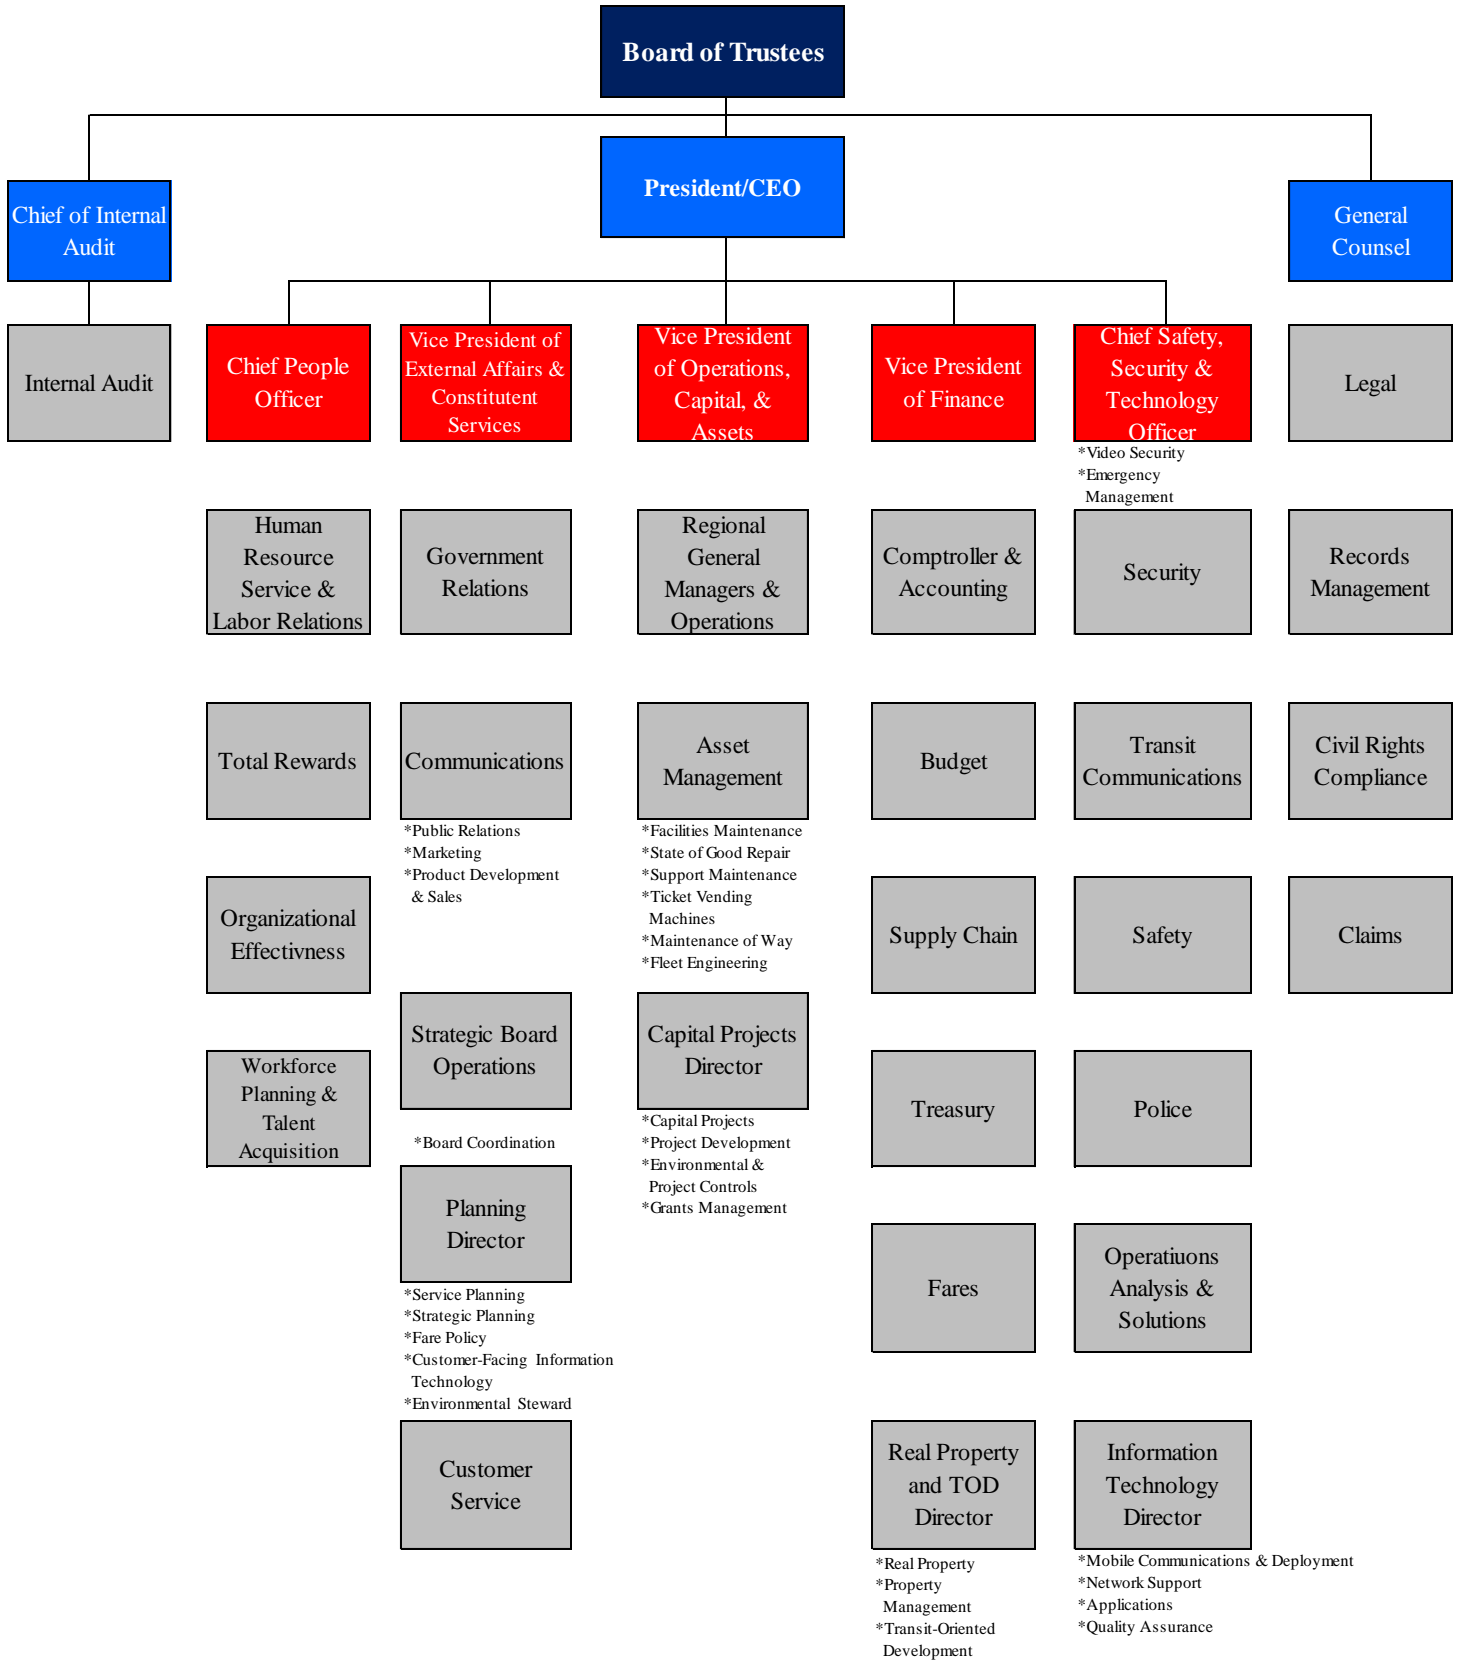 Board of Trustees
President/CEO
Chief of Internal
Audit
General
Counsel
Internal Audit
Chief People
Officer
Vice President of
External Affairs &
Constitutent
Services
Vice President
of Operations,
Capital, &
Assets
Vice President
of Finance
Chief Safety,
Security &
Technology
Officer
*Video Security
*Emergency
Management
Legal
Human
Resource
Service &
Labor Relations
Government
Relations
Regional
General
Managers &
Operations
Comptroller &
Accounting
Security
Records
Management
Total Rewards
Communications
*Public Relations
*Marketing
*Product Development
& Sales
Asset
Management
*Facilities Maintenance
*State of Good Repair
*Support Maintenance
*Ticket Vending
Machines
*Maintenance of Way
*Fleet Engineering
Budget
Transit
Communications
Civil Rights
Compliance
Organizational
Effectivness
Supply Chain
Safety
Claims
Strategic Board
Operations
*Board Coordination
Capital Projects
Director
*Capital Projects
*Project Development
*Environmental &
Project Controls
*Grants Management
Workforce
Planning &
Talent
Acquisition
Treasury
Police
Planning
Director
*Service Planning
*Strategic Planning
*Fare Policy
*Customer-Facing Information
Technology
*Environmental Steward
Fares
Operatiuons
Analysis &
Solutions
Customer
Service
Real Property
and TOD
Director
*Real Property
*Property
Management
*Transit-Oriented
Development
Information
Technology
Director
*Mobile Communications & Deployment
*Network Support
*Applications
*Quality Assurance